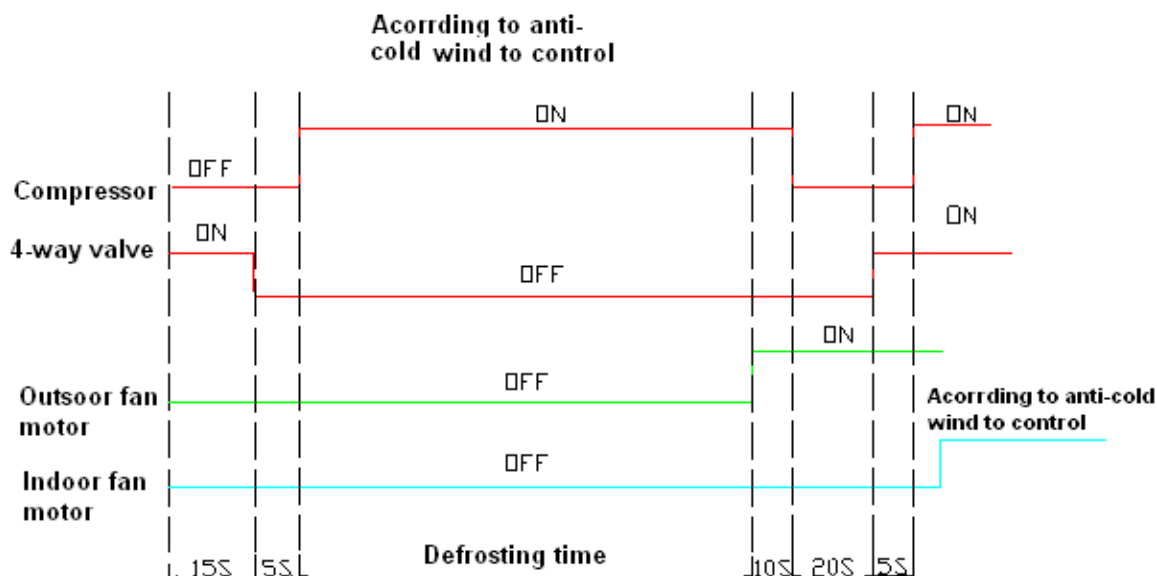 Acorrding to anti-
cold wind to control
ON
ON
OFF
Compressor
ON
ON
4-way valve
OFF
ON
OFF
Outsoor fan
motor
Acorrding to anti-cold
wind to control
OFF
Indoor fan
motor
Defrosting time
15S
5S
10S
20S
5S